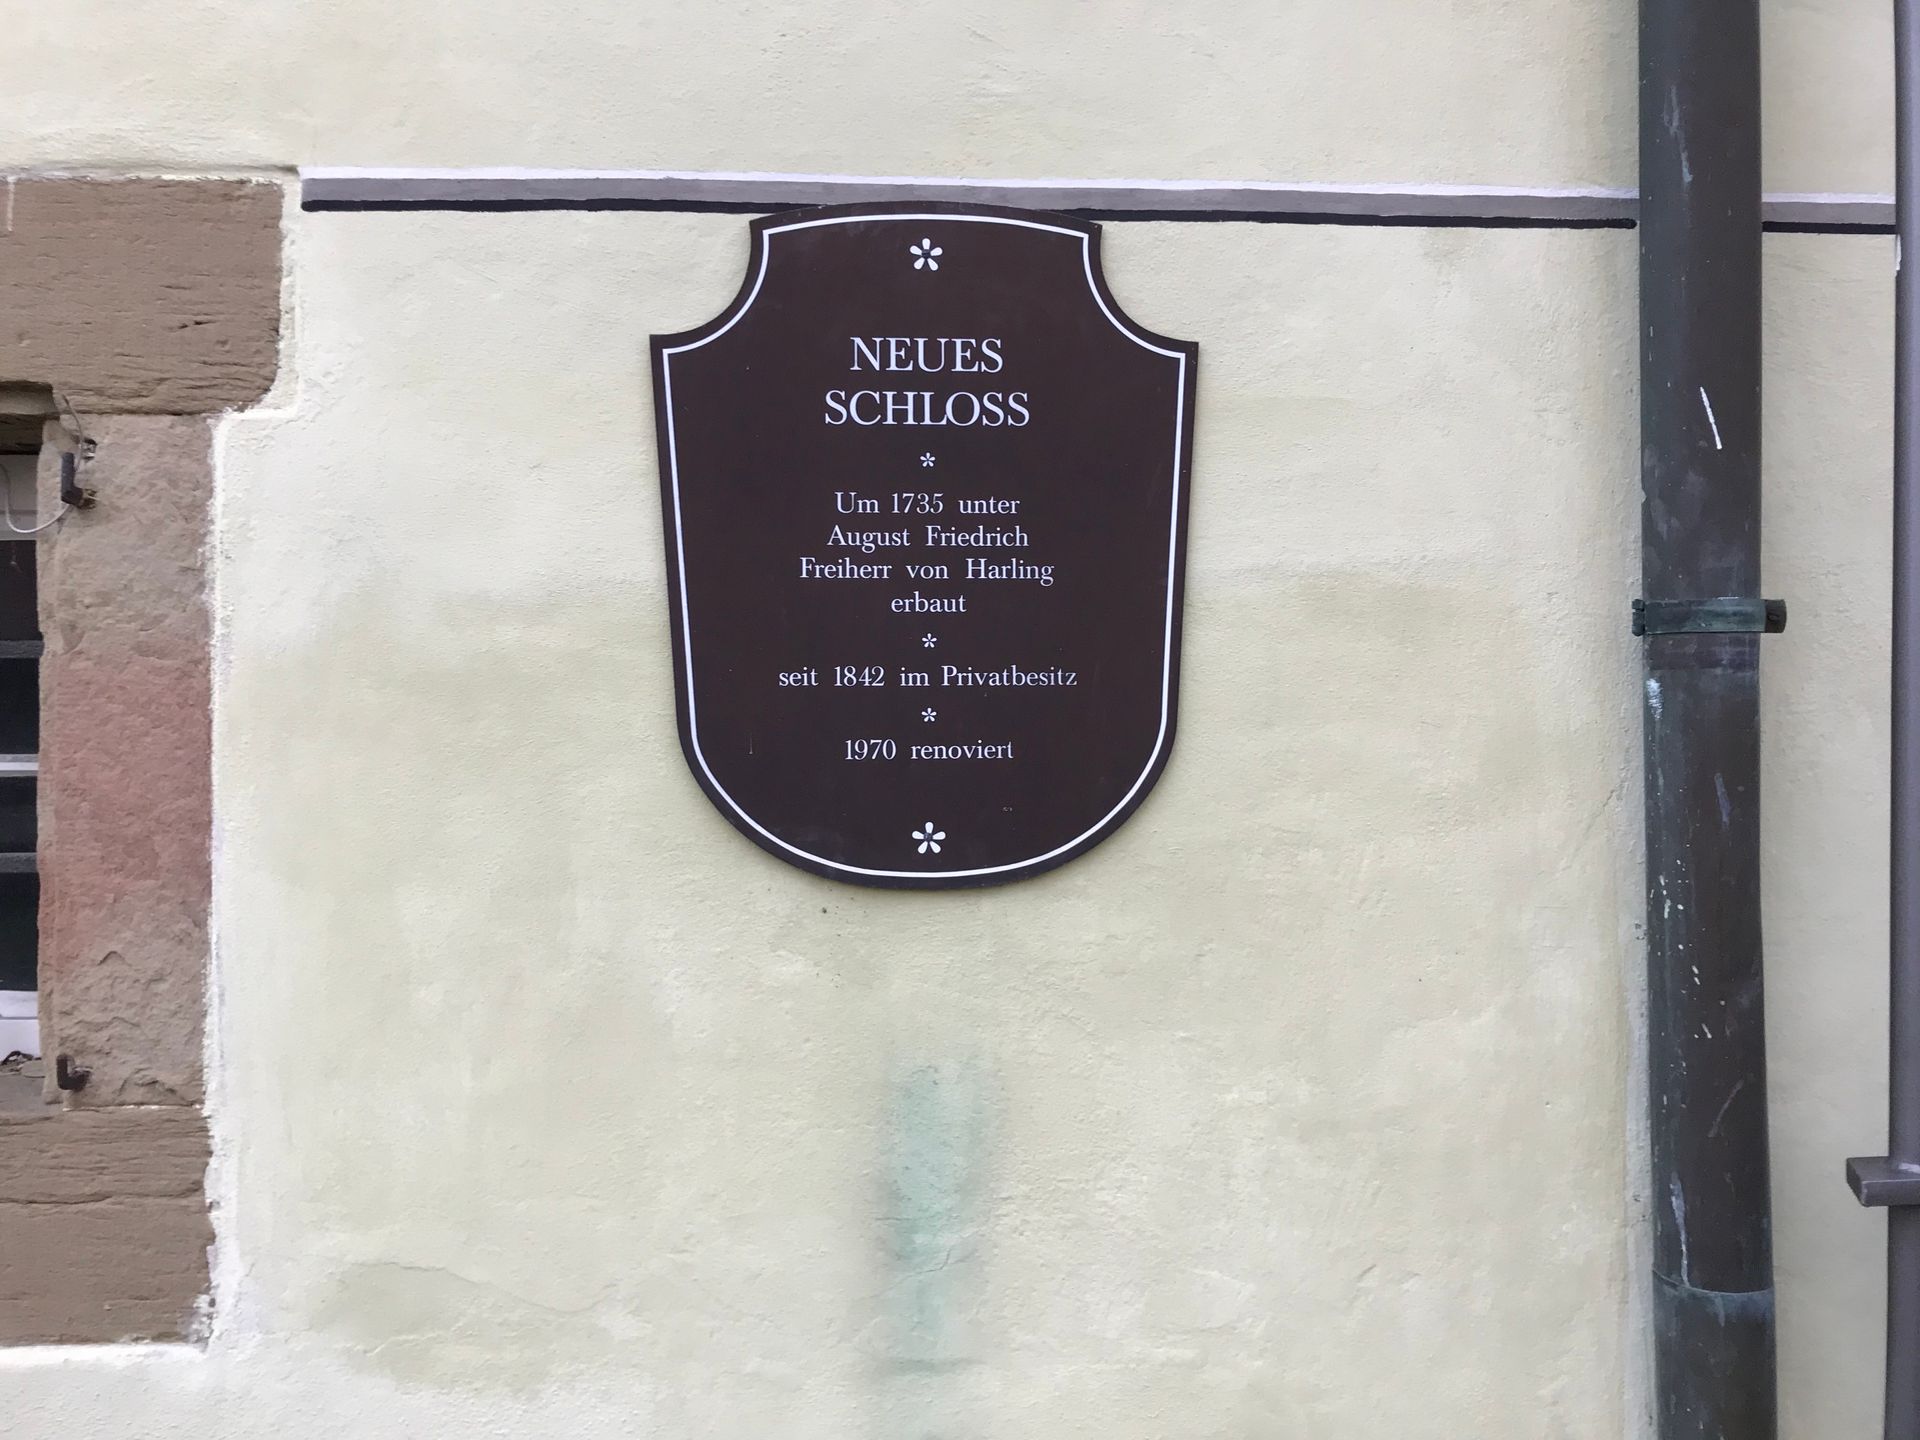 NEUES
SCHLOSS
Um 1735 unter
August Friedrich
Freiherr von Harling
erbaut
seit 1842 im Privatbesitz
1970 renoviert